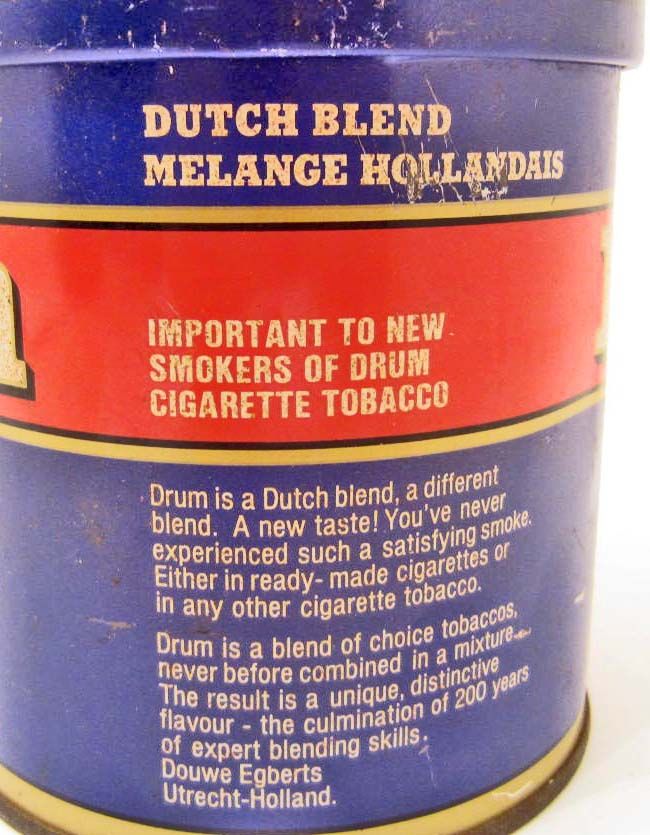 DUTCH BLEND
MELANGE HOLLANDAIS
IMPORTANT TO NEW
SMOKERS OF DRUM
CIGARETTE TOBACCO
Drum is a Dutch blend, a different
blend. A new taste! You've never
experienced such a satisfying smoke.
Either in ready-made cigarettes or
in any other cigarette tobacco.
Drum is a blend of choice tobaccos,
never before combined in a mixture...
The result is a unique, distinctive
flavour - the culmination of 200 years
of expert blending skills.
Douwe Egberts
Utrecht-Holland.